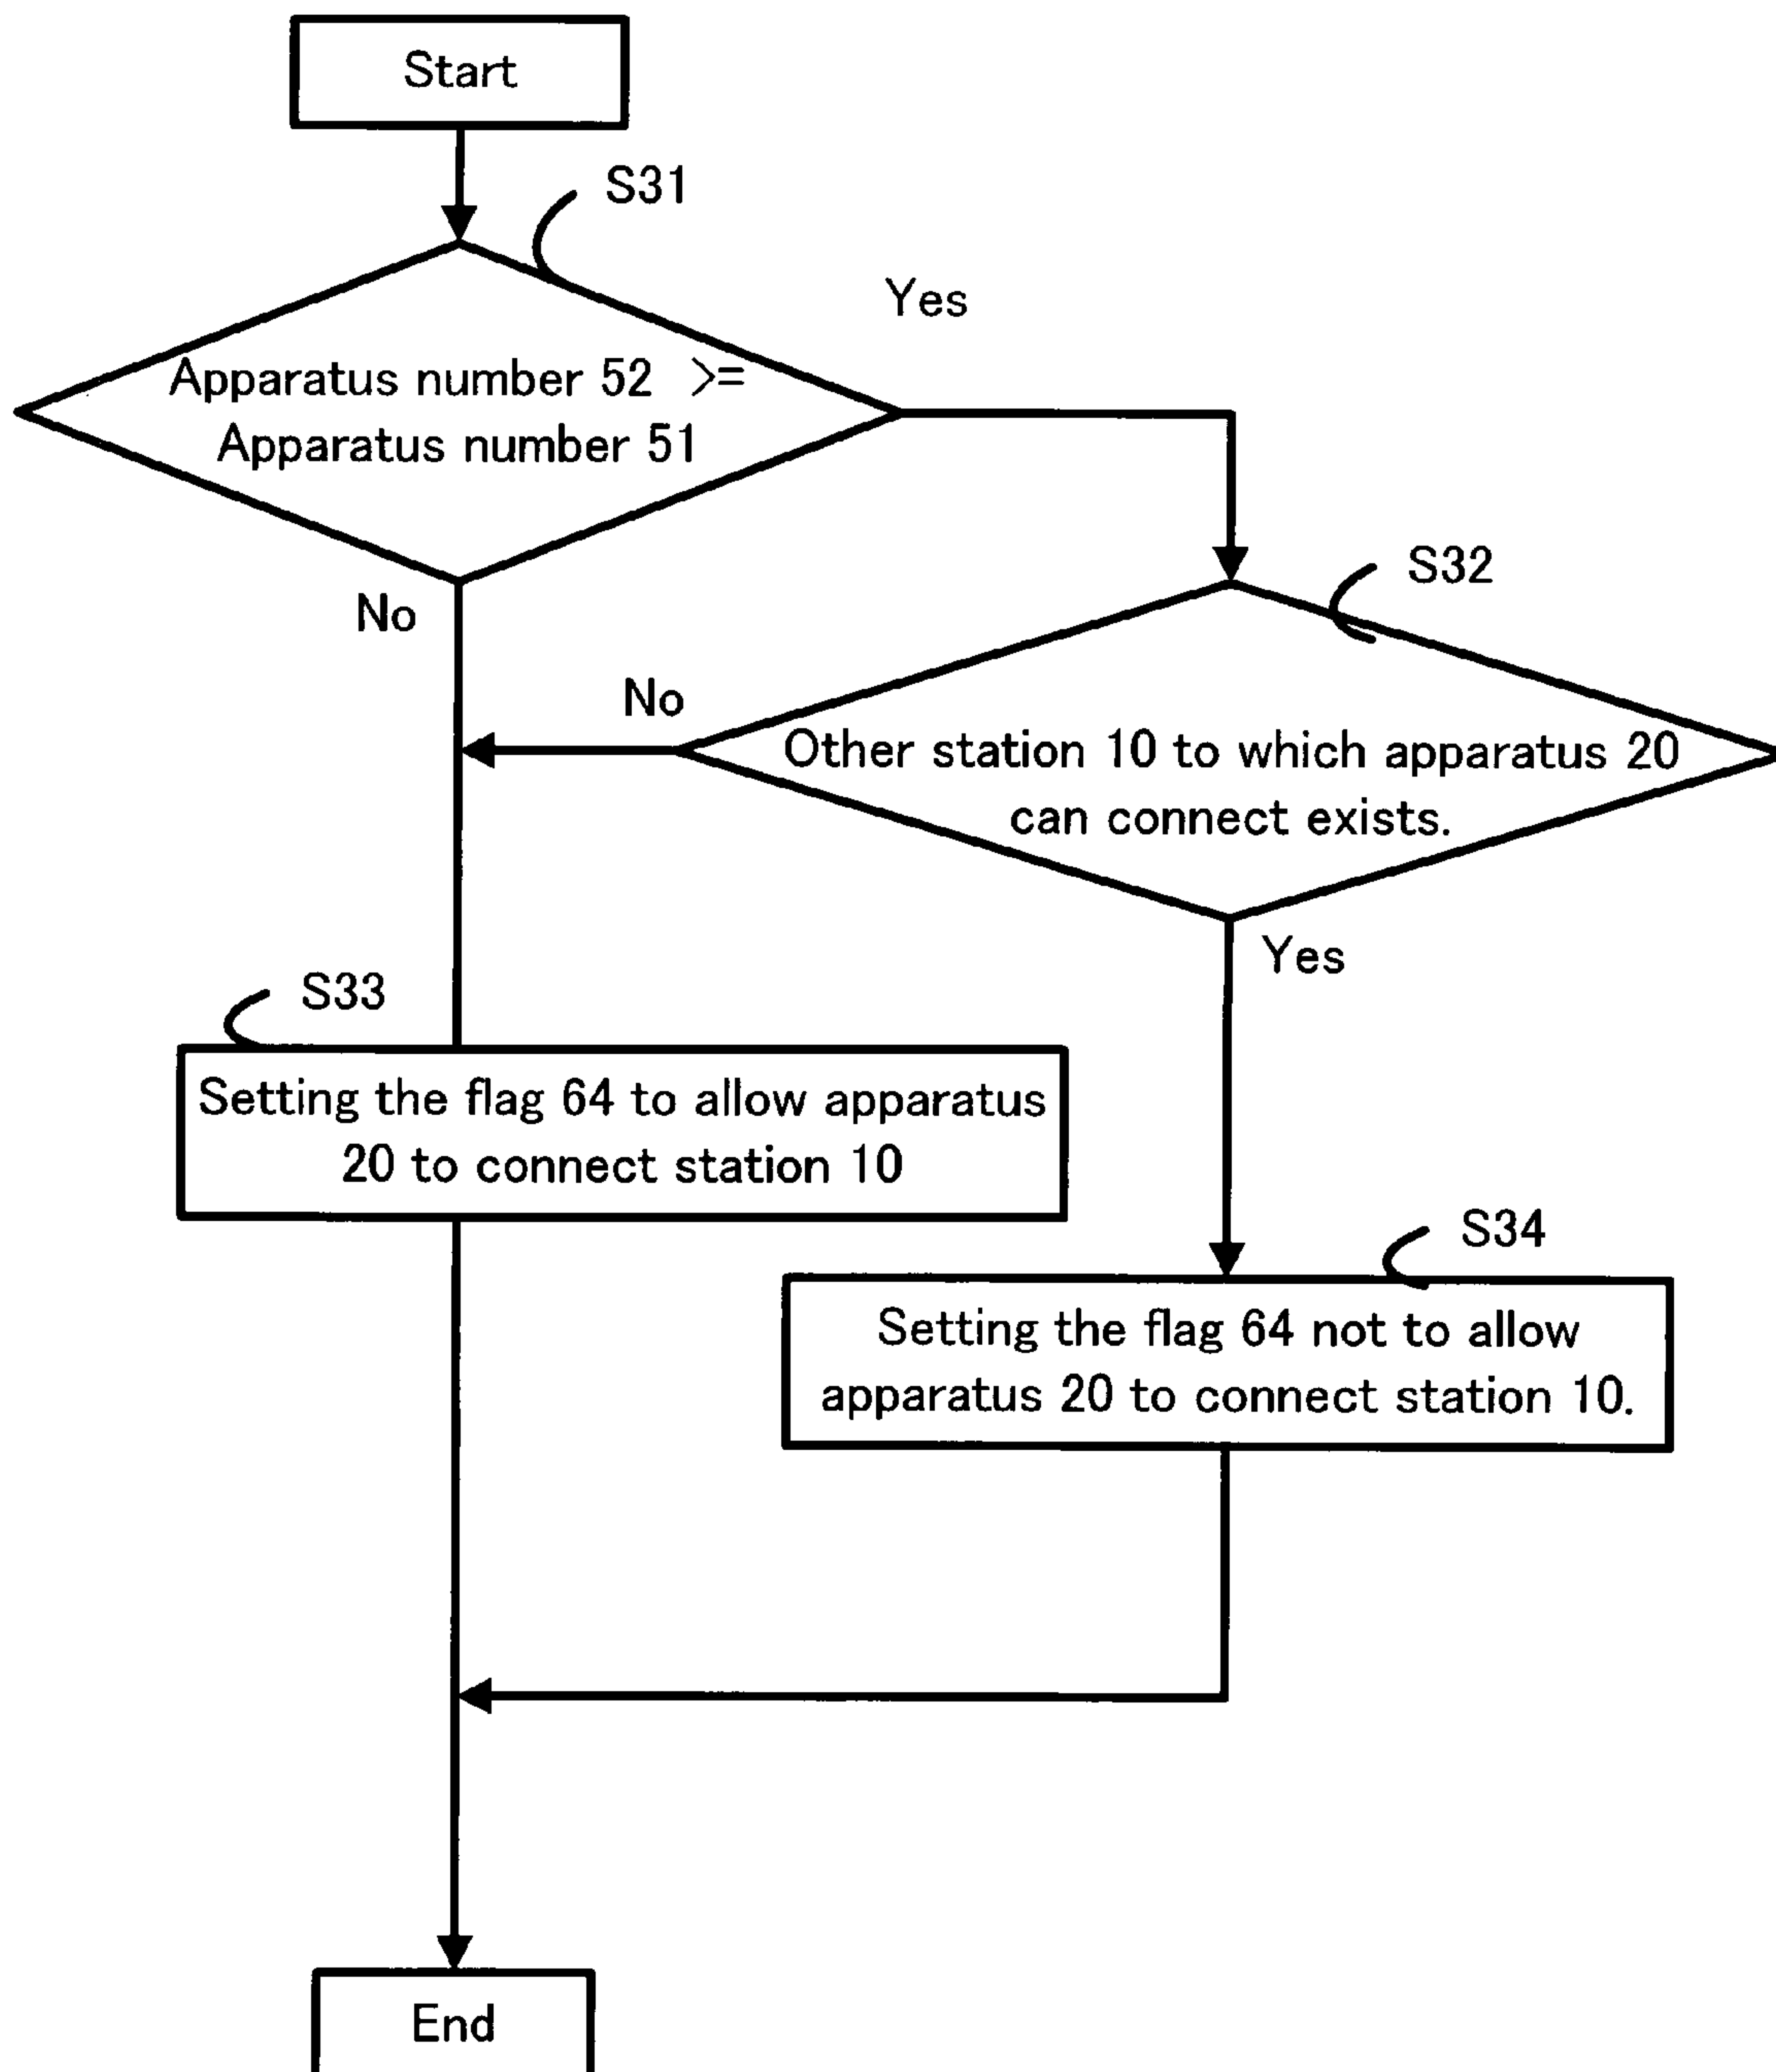 Start
S31
Yes
Apparatus number 52 >=
Apparatus number 51
No
S32
No
Other station 10 to which apparatus 20
can connect exists.
Yes
S33
Setting the flag 64 to allow apparatus
20 to connect station 10
S34
Setting the flag 64 not to allow
apparatus 20 to connect station 10.
End